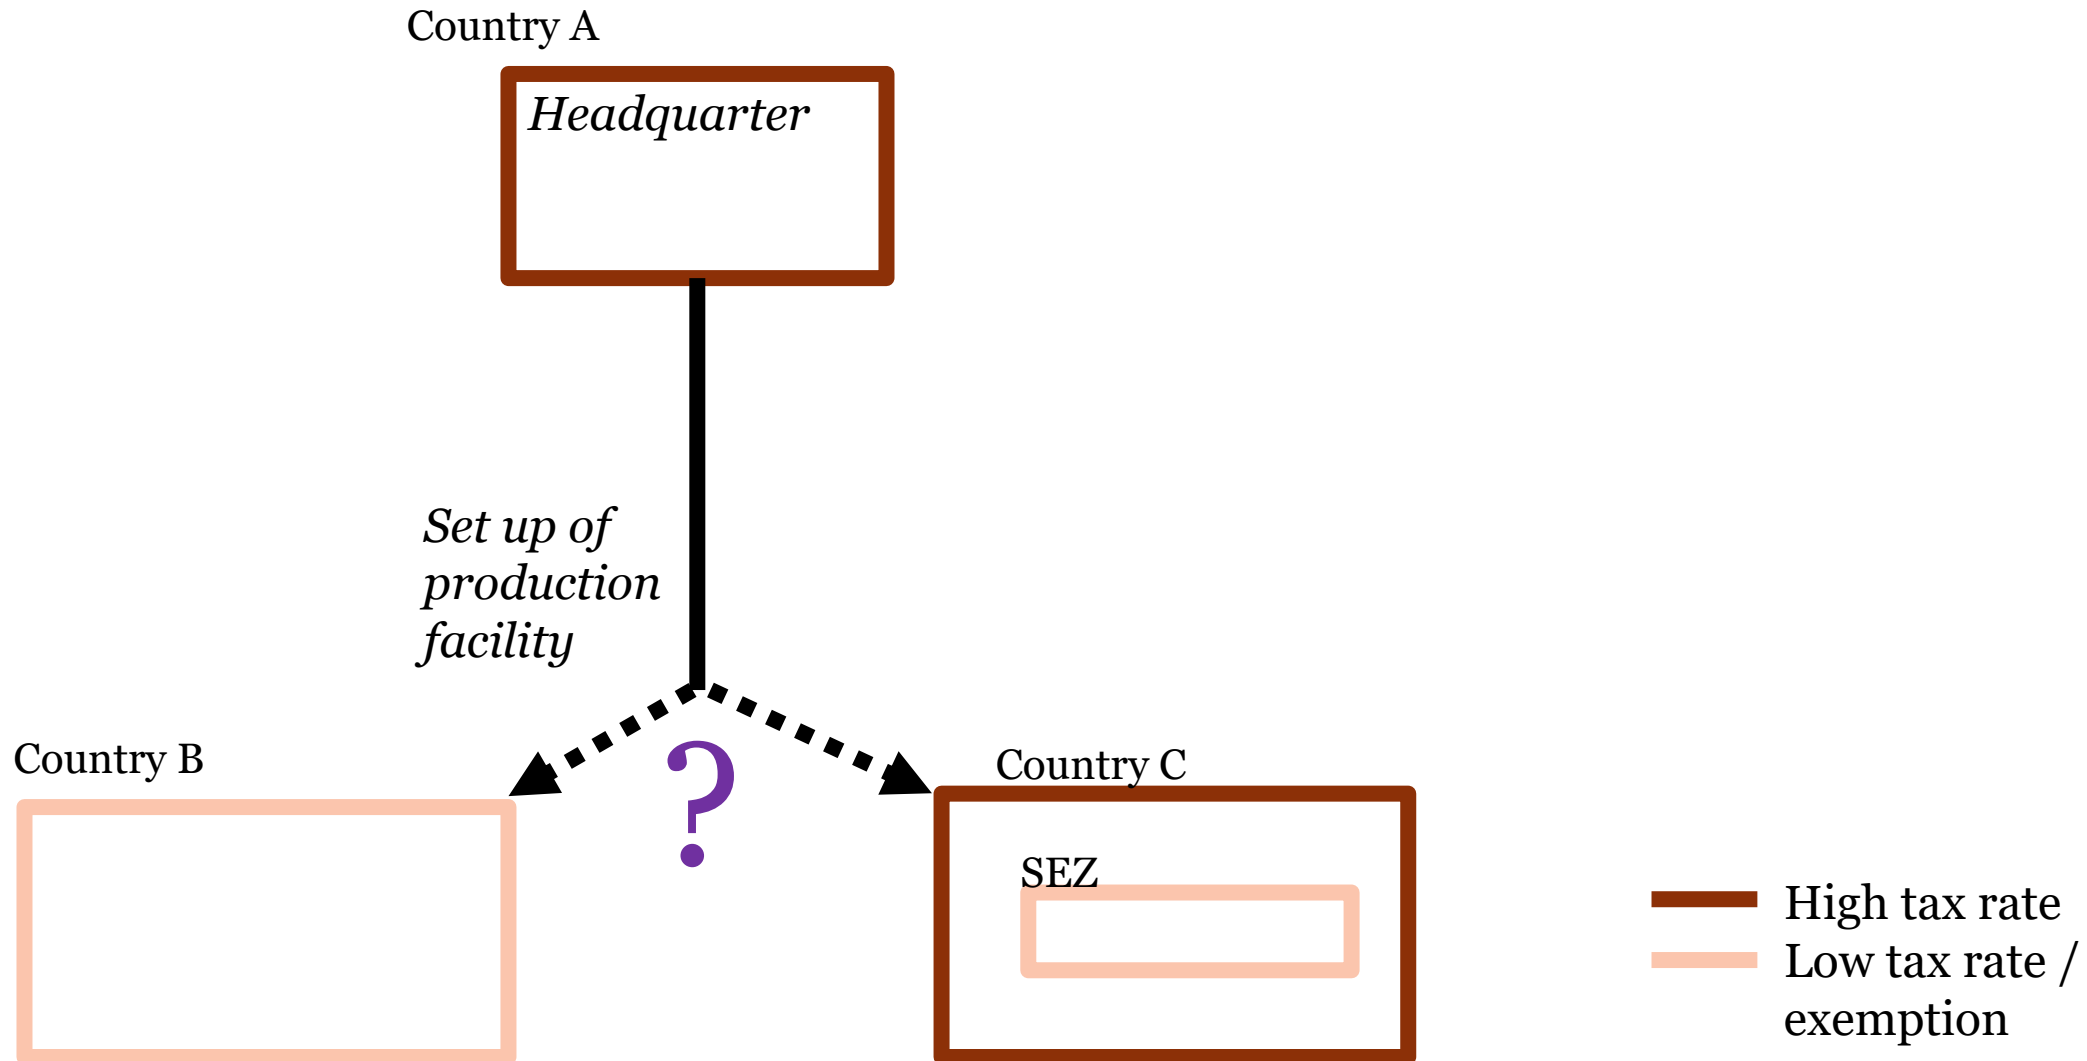 Country A
Headquarter
Set up of
production
facility
?
Country B
Country C
SEZ
High tax rate
Low tax rate /
exemption